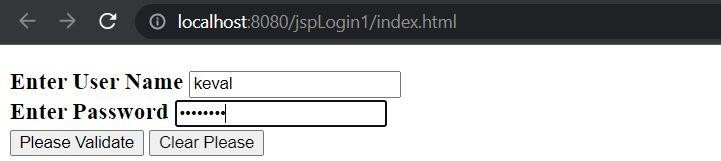 localhost:8080/jspLogin1/index.html
Enter User Name keval
Enter Password ••••••••
Please Validate Clear Please